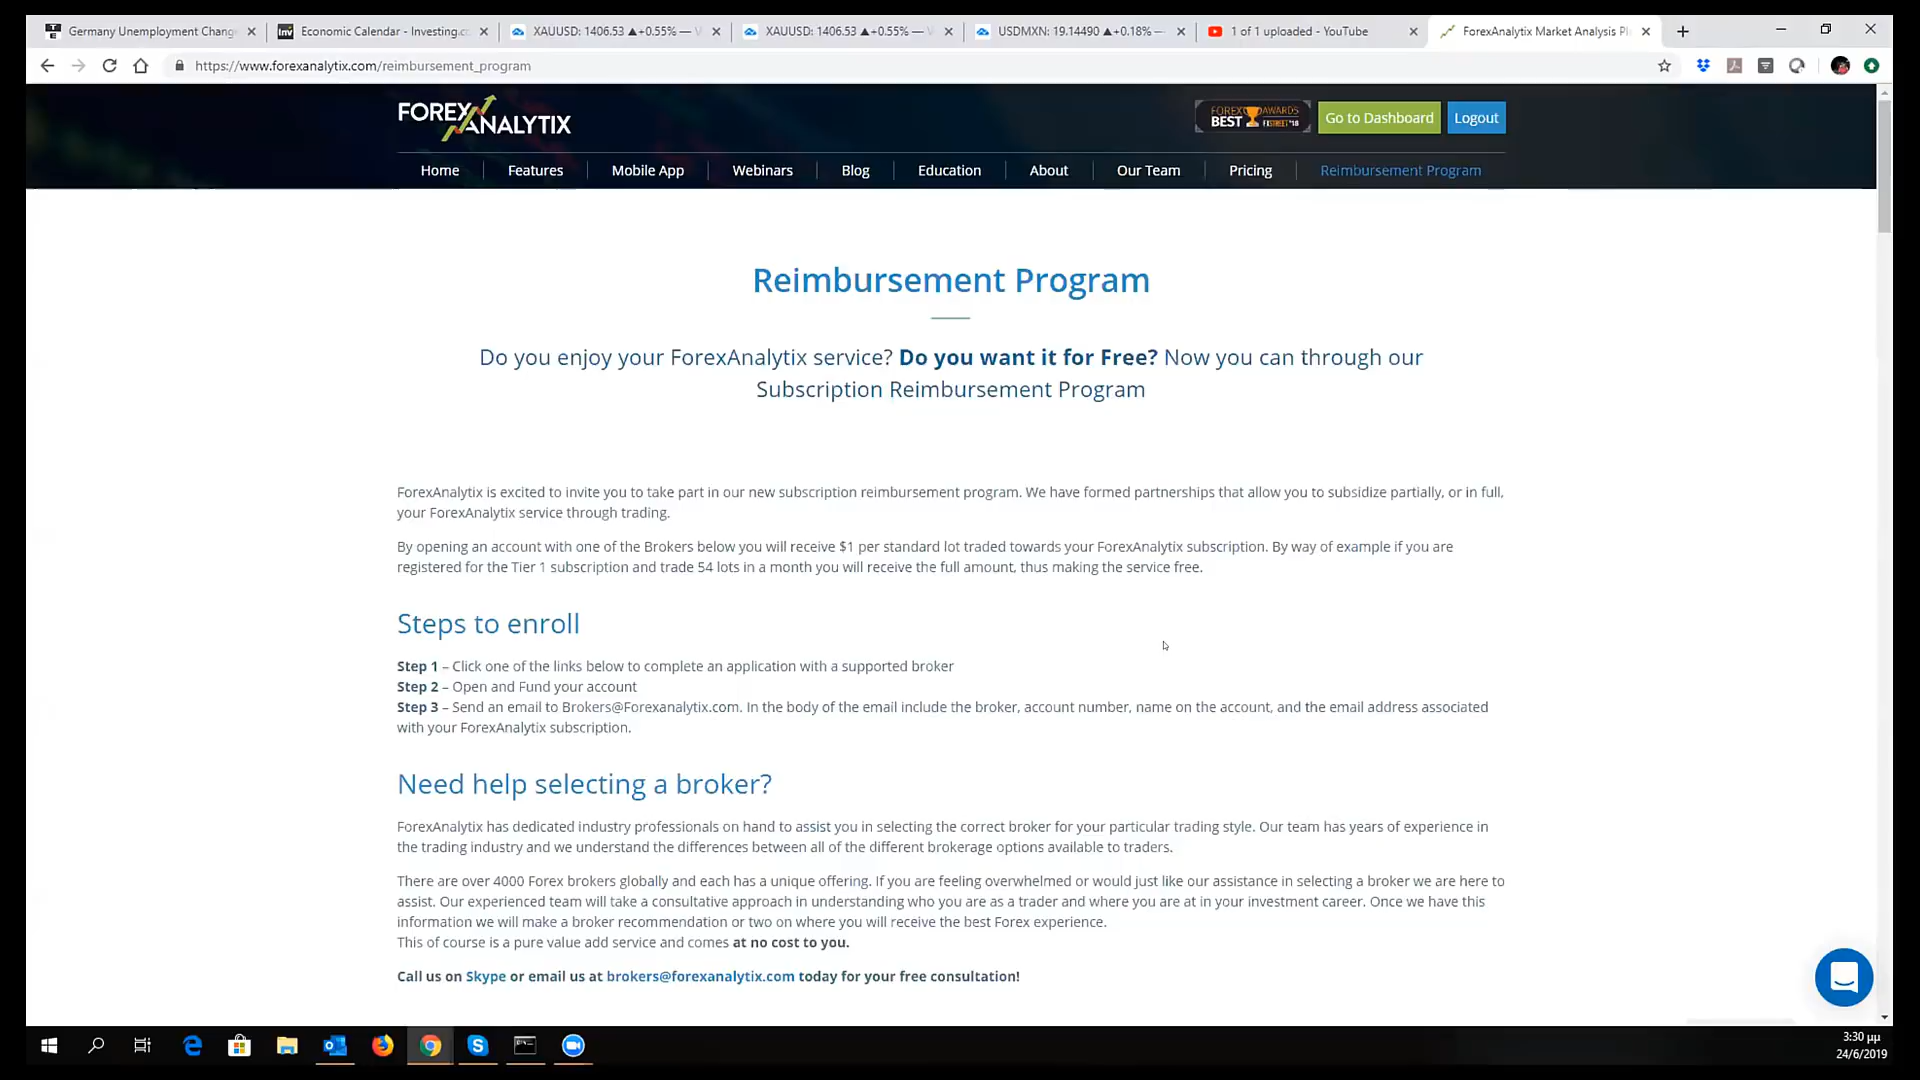 Germany Unemployment Chang
Economic Calendar - Investing.c
XAUUSD: 1406.53 ▲+0.55% —
XAUUSD: 1406.53 ▲+0.55% —
USDMXN: 19.14490 ▲+0.18% —
1 of 1 uploaded - YouTube
ForexAnalytix Market Analysis Pl
https://www.forexanalytix.com/reimbursement_program
FOREX ANALYTIX
FOREX AWARDS
BEST FXSTREET '18
Go to Dashboard
Logout
Home
Features
Mobile App
Webinars
Blog
Education
About
Our Team
Pricing
Reimbursement Program
Reimbursement Program
Do you enjoy your ForexAnalytix service? Do you want it for Free? Now you can through our
Subscription Reimbursement Program
ForexAnalytix is excited to invite you to take part in our new subscription reimbursement program. We have formed partnerships that allow you to subsidize partially, or in full,
your ForexAnalytix service through trading.
By opening an account with one of the Brokers below you will receive $1 per standard lot traded towards your ForexAnalytix subscription. By way of example if you are
registered for the Tier 1 subscription and trade 54 lots in a month you will receive the full amount, thus making the service free.
Steps to enroll
Step 1 – Click one of the links below to complete an application with a supported broker
Step 2 – Open and Fund your account
Step 3 – Send an email to Brokers@Forexanalytix.com. In the body of the email include the broker, account number, name on the account, and the email address associated
with your ForexAnalytix subscription.
Need help selecting a broker?
ForexAnalytix has dedicated industry professionals on hand to assist you in selecting the correct broker for your particular trading style. Our team has years of experience in
the trading industry and we understand the differences between all of the different brokerage options available to traders.
There are over 4000 Forex brokers globally and each has a unique offering. If you are feeling overwhelmed or would just like our assistance in selecting a broker we are here to
assist. Our experienced team will take a consultative approach in understanding who you are as a trader and where you are at in your investment career. Once we have this
information we will make a broker recommendation or two on where you will receive the best Forex experience.
This of course is a pure value add service and comes at no cost to you.
Call us on Skype or email us at brokers@forexanalytix.com today for your free consultation!
3:30 μμ
24/6/2019